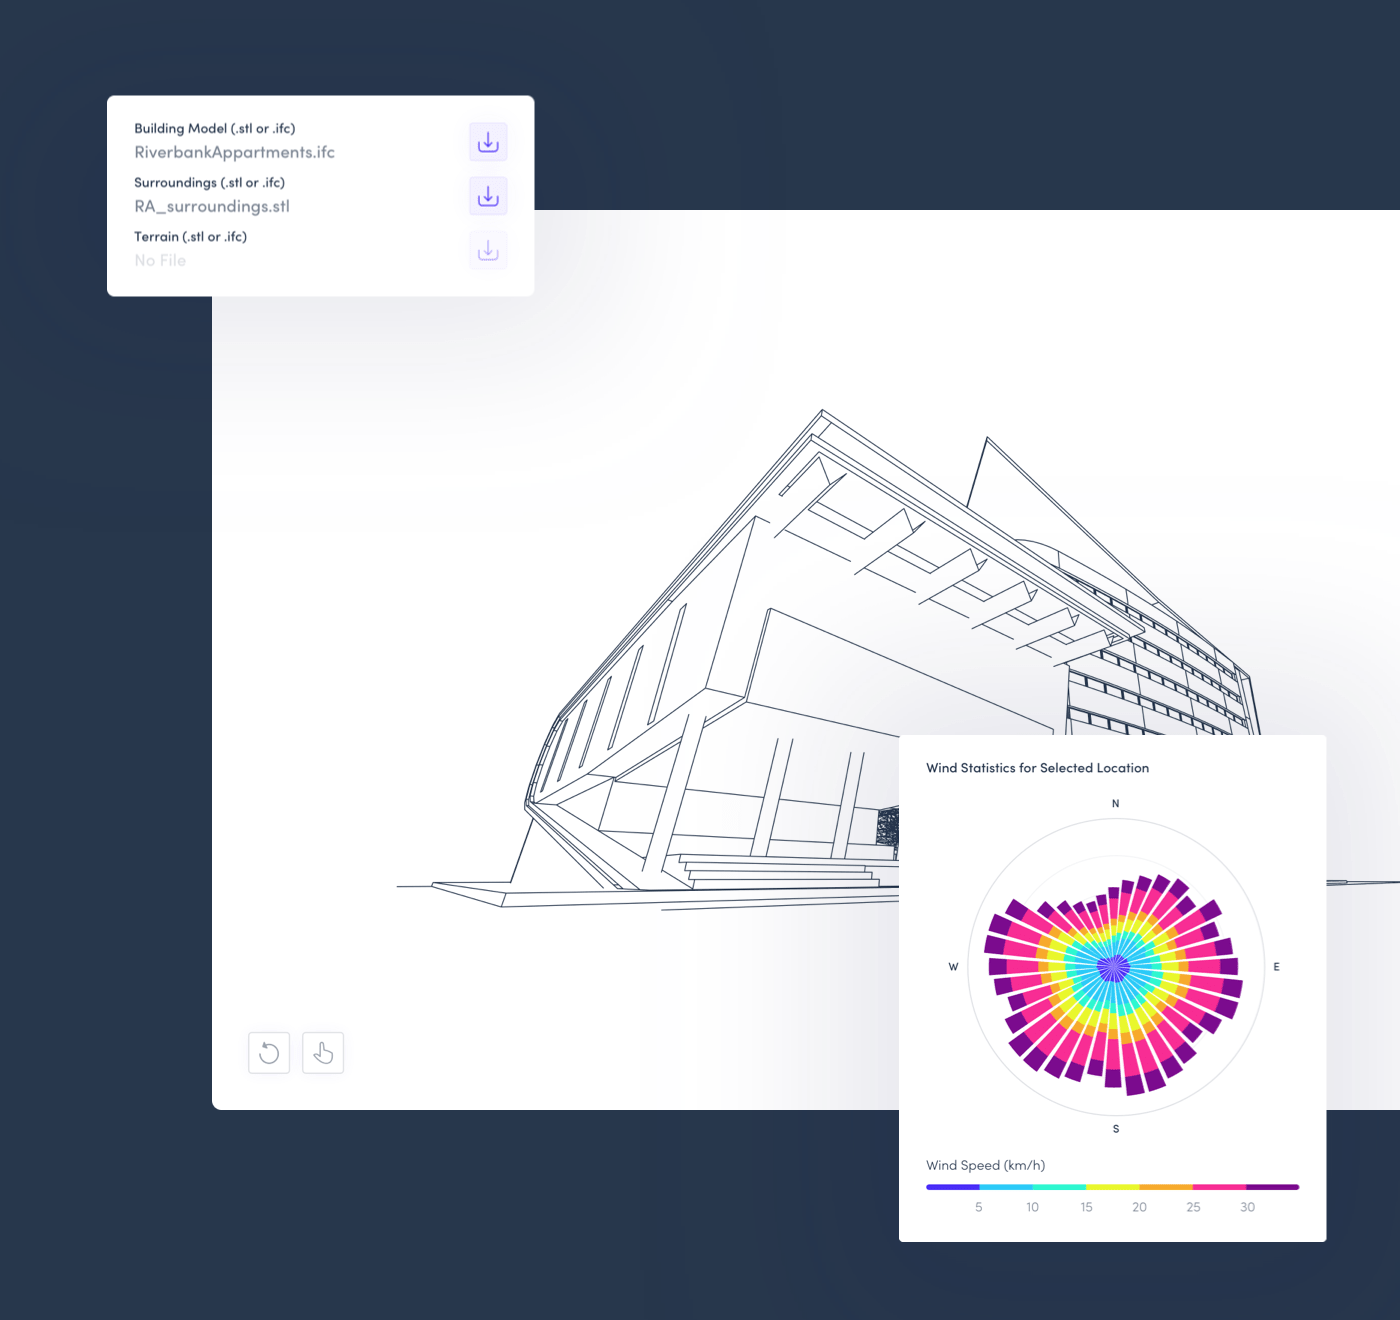 Building Model (.stl or .ifc)
RiverbankAppartments.ifc
Surroundings (.stl or .ifc)
RA_surroundings.stl
Terrain (.stl or .ifc)
No File
Wind Statistics for Selected Location
N
W
E
S
Wind Speed (km/h)
5 10 15 20 25 30